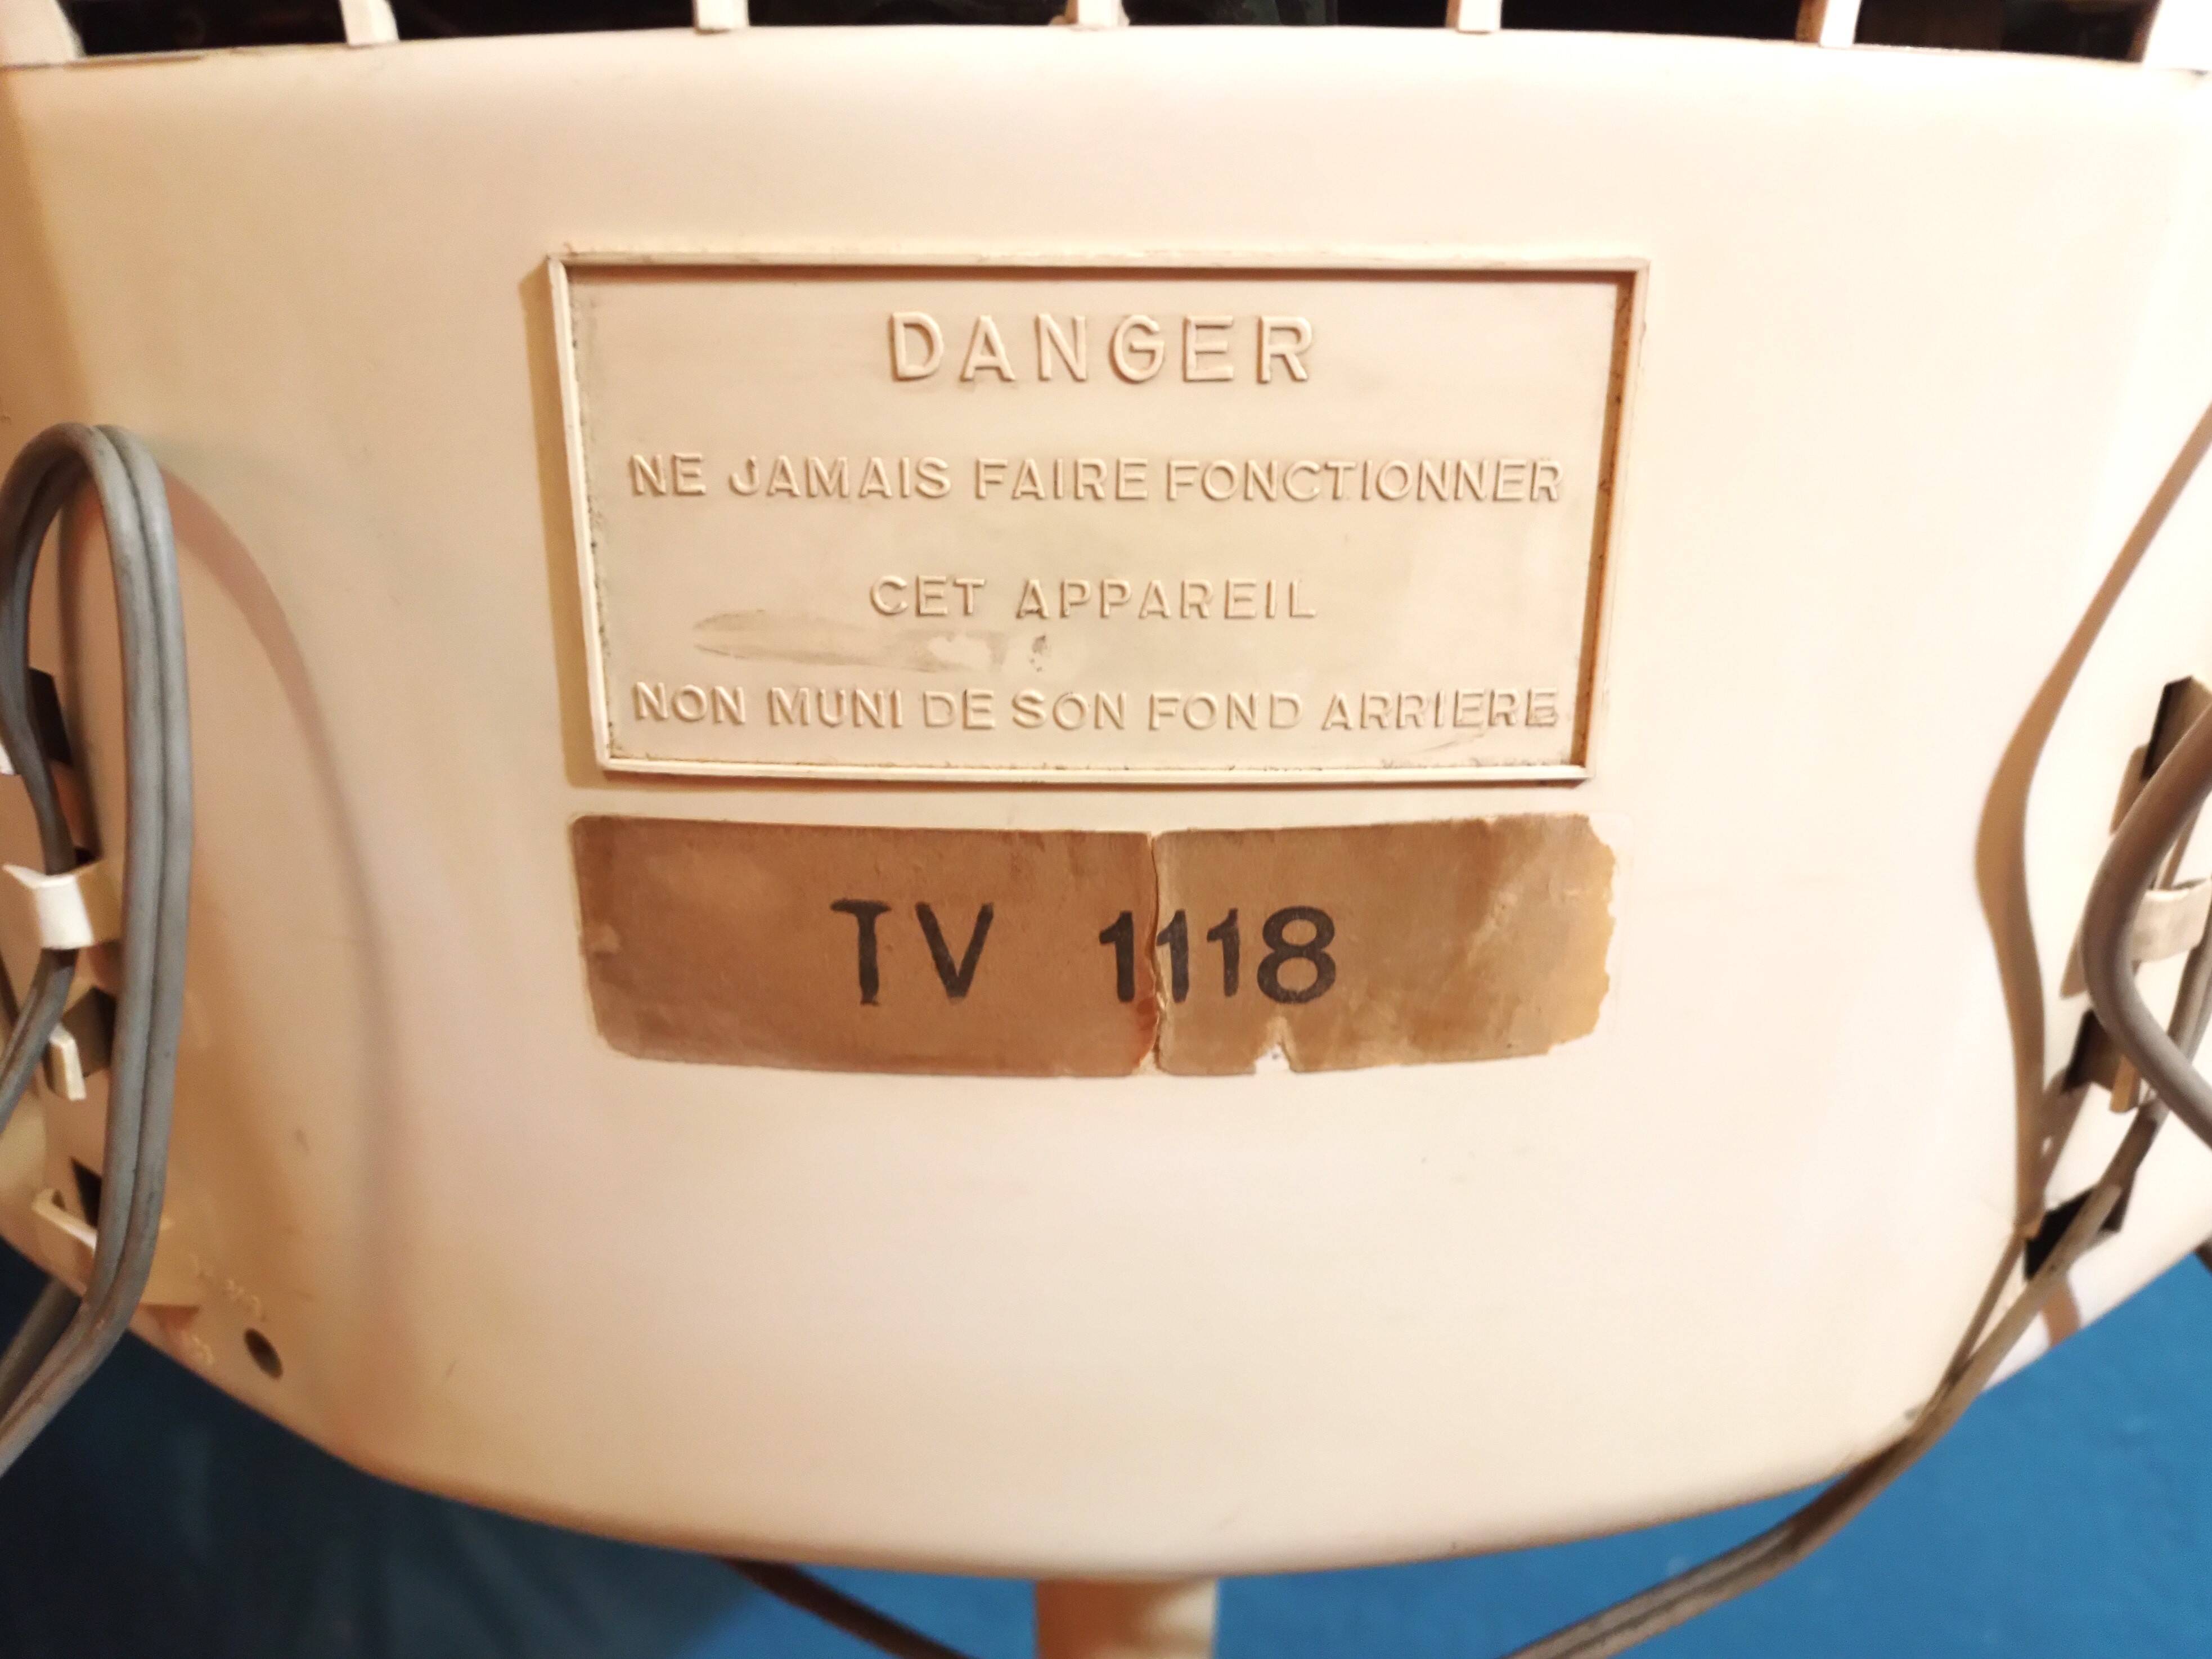 DANGER
NE JAMAIS FAIRE FONCTIONNER
CET APPAREIL
NON MUNI DE SON FOND ARRIERE
TV 1118